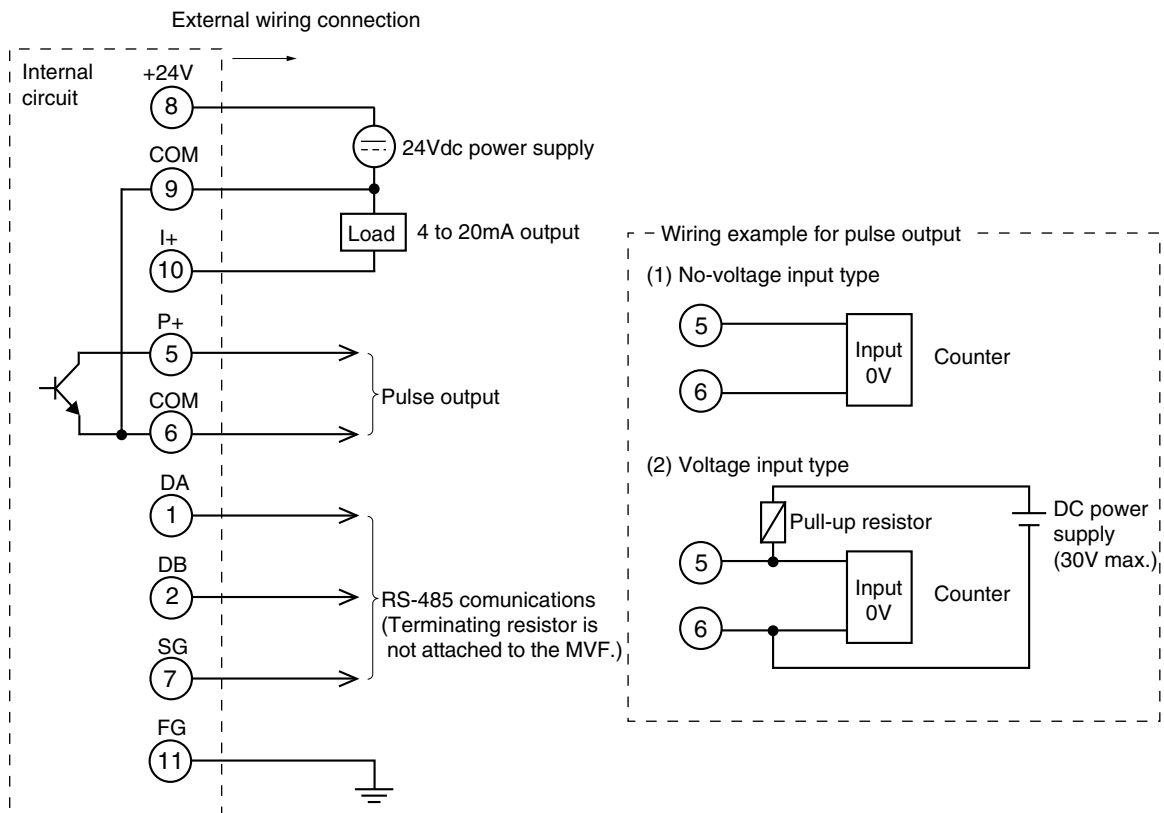 External wiring connection
Internal
circuit
+24V
8
24Vdc power supply
COM
9
Load
4 to 20mA output
I+
10
P+
5
Pulse output
COM
6
DA
1
DB
2
RS-485 comunications
(Terminating resistor is
not attached to the MVF.)
SG
7
FG
11
Wiring example for pulse output
(1) No-voltage input type
5
6
Input
0V
Counter
(2) Voltage input type
Pull-up resistor
DC power
supply
(30V max.)
5
6
Input
0V
Counter